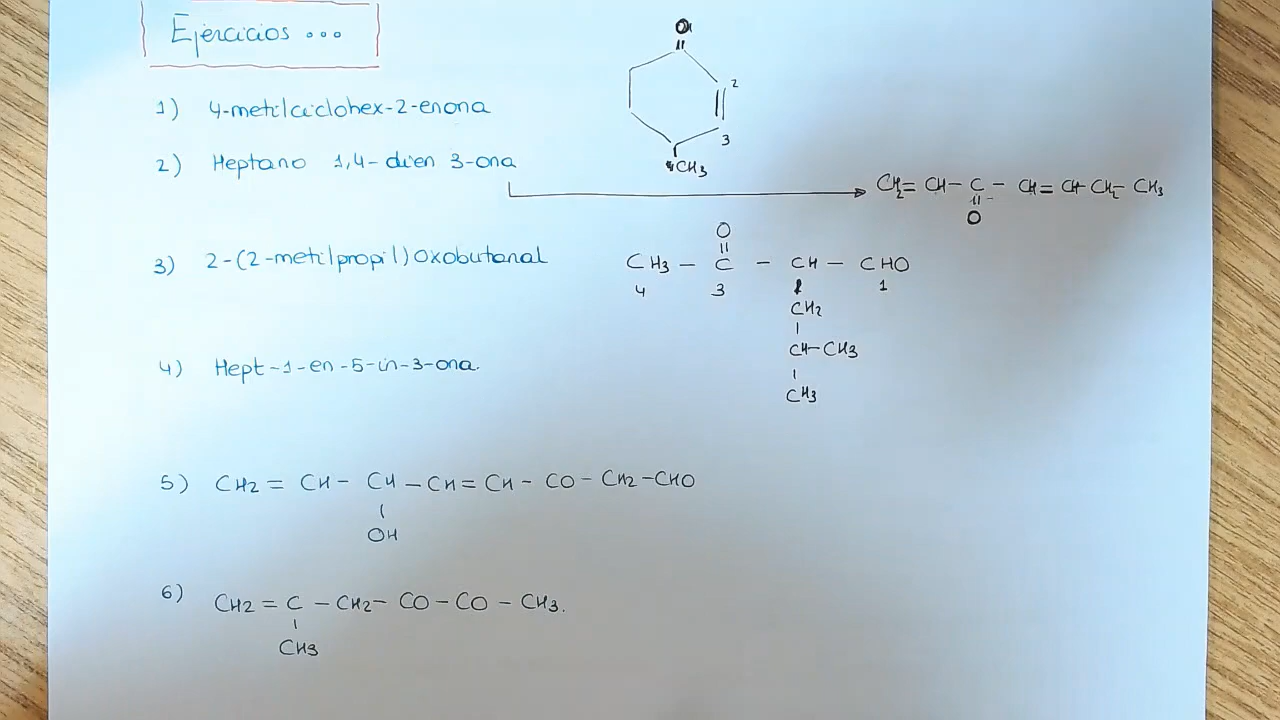 Ejercicios ...
O
1) 4-metilciclohex-2-enona
2
3
4CH3
2) Heptano 1,4-dien 3-ona
CH2=CH-C-CH=CH-CH2-CH3
O
3) 2-(2-metilpropil)oxobutanal
O
CH3-C-CH-CHO
4 3 1
CH2
CH-CH3
CH3
4) Hept-1-en-5-in-3-ona.
5) CH2=CH-CH-CH=CH-CO-CH2-CHO
OH
6) CH2=C-CH2-CO-CO-CH3.
CH3